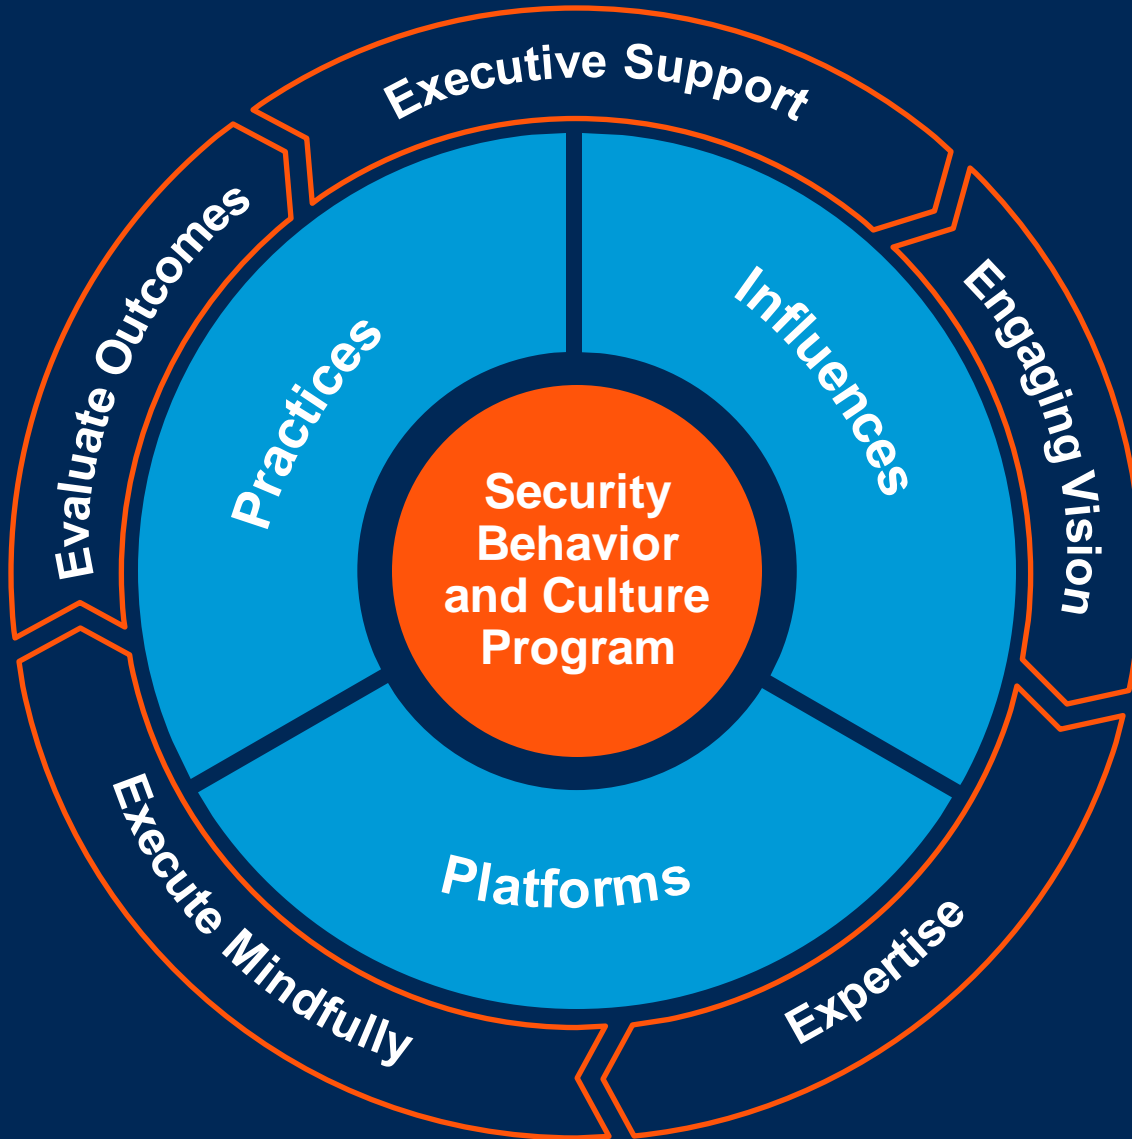 Executive Support
Engaging Vision
Expertise
Execute Mindfully
Evaluate Outcomes
Influences
Platforms
Practices
Security
Behavior
and Culture
Program